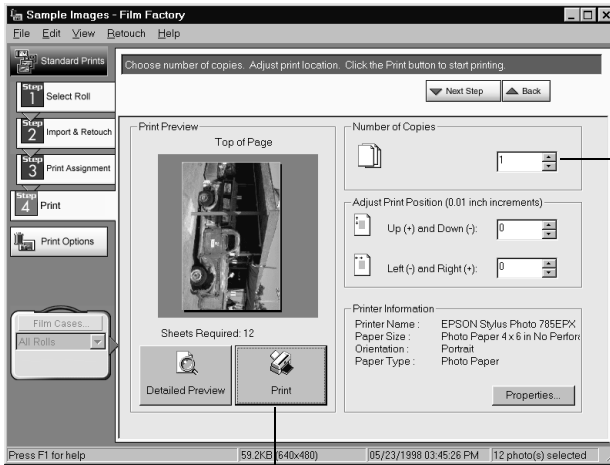 Sample Images - Film Factory
File Edit View Retouch Help
Standard Prints
Choose number of copies. Adjust print location. Click the Print button to start printing.
Next Step Back
Step 1 Select Roll
Step 2 Import & Retouch
Step 3 Print Assignment
Step 4 Print
Print Options
Film Cases...
All Rolls
Print Preview
Top of Page
Sheets Required: 12
Detailed Preview
Print
Number of Copies
1
Adjust Print Position (0.01 inch increments)
Up (+) and Down (-): 0
Left (-) and Right (+): 0
Printer Information
Printer Name : EPSON Stylus Photo 785EPX
Paper Size : Photo Paper 4 x 6 in No Perfor
Orientation : Portrait
Paper Type : Photo Paper
Properties...
Press F1 for help 59.2KB (640x480) 05/23/1998 03:45:26 PM 12 photo(s) selected